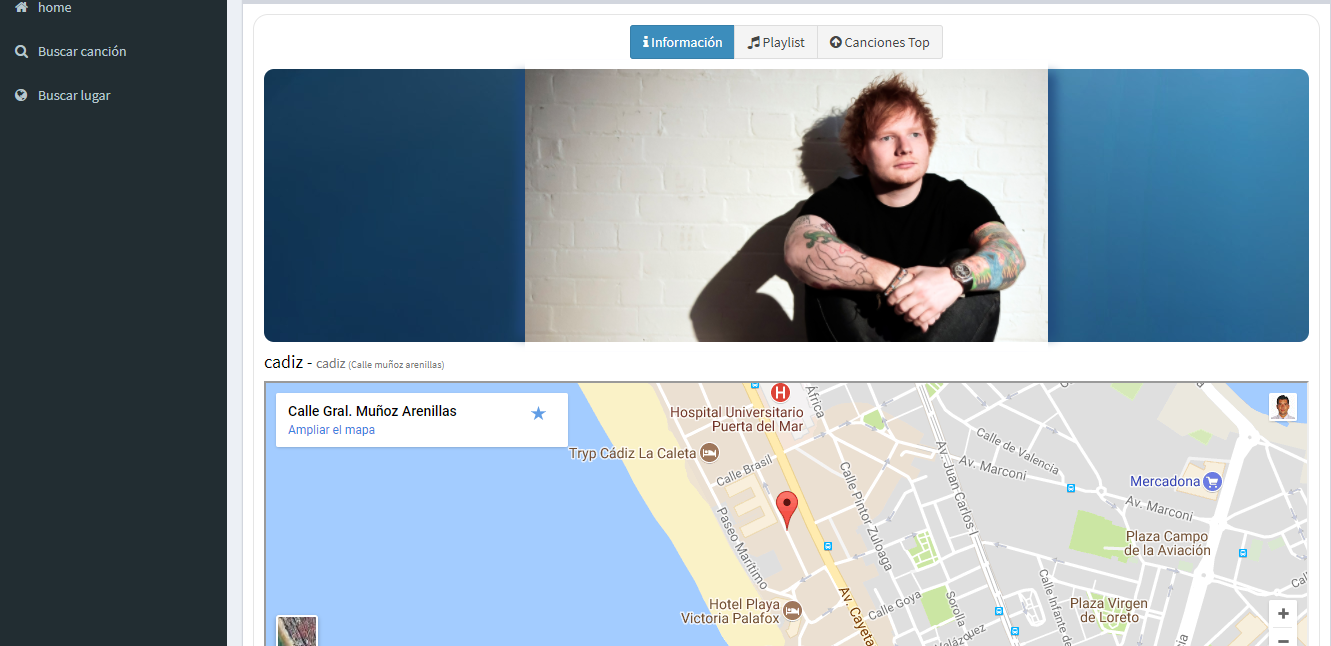 home
Buscar canción
Buscar lugar
Información
Playlist
Canciones Top
cadiz - cadiz (Calle muñoz arenillas)
Calle Gral. Muñoz Arenillas
Ampliar el mapa
H
Hospital Universitario
Puerta del Mar
África
Tryp Cádiz La Caleta
Calle Brasil
Calle de Valencia
Av. Marconi
Av. Juan Carlos I
Calle Pintor Zuloaga
Mercadona
Av. Marconi
Paseo Marítimo
Plaza Campo
de la Aviación
Hotel Playa
Victoria Palafox
Av. Cayeta
Calle Goya
Sorolla
Velázquez
Calle Infante de
Plaza Virgen
de Loreto
+
−